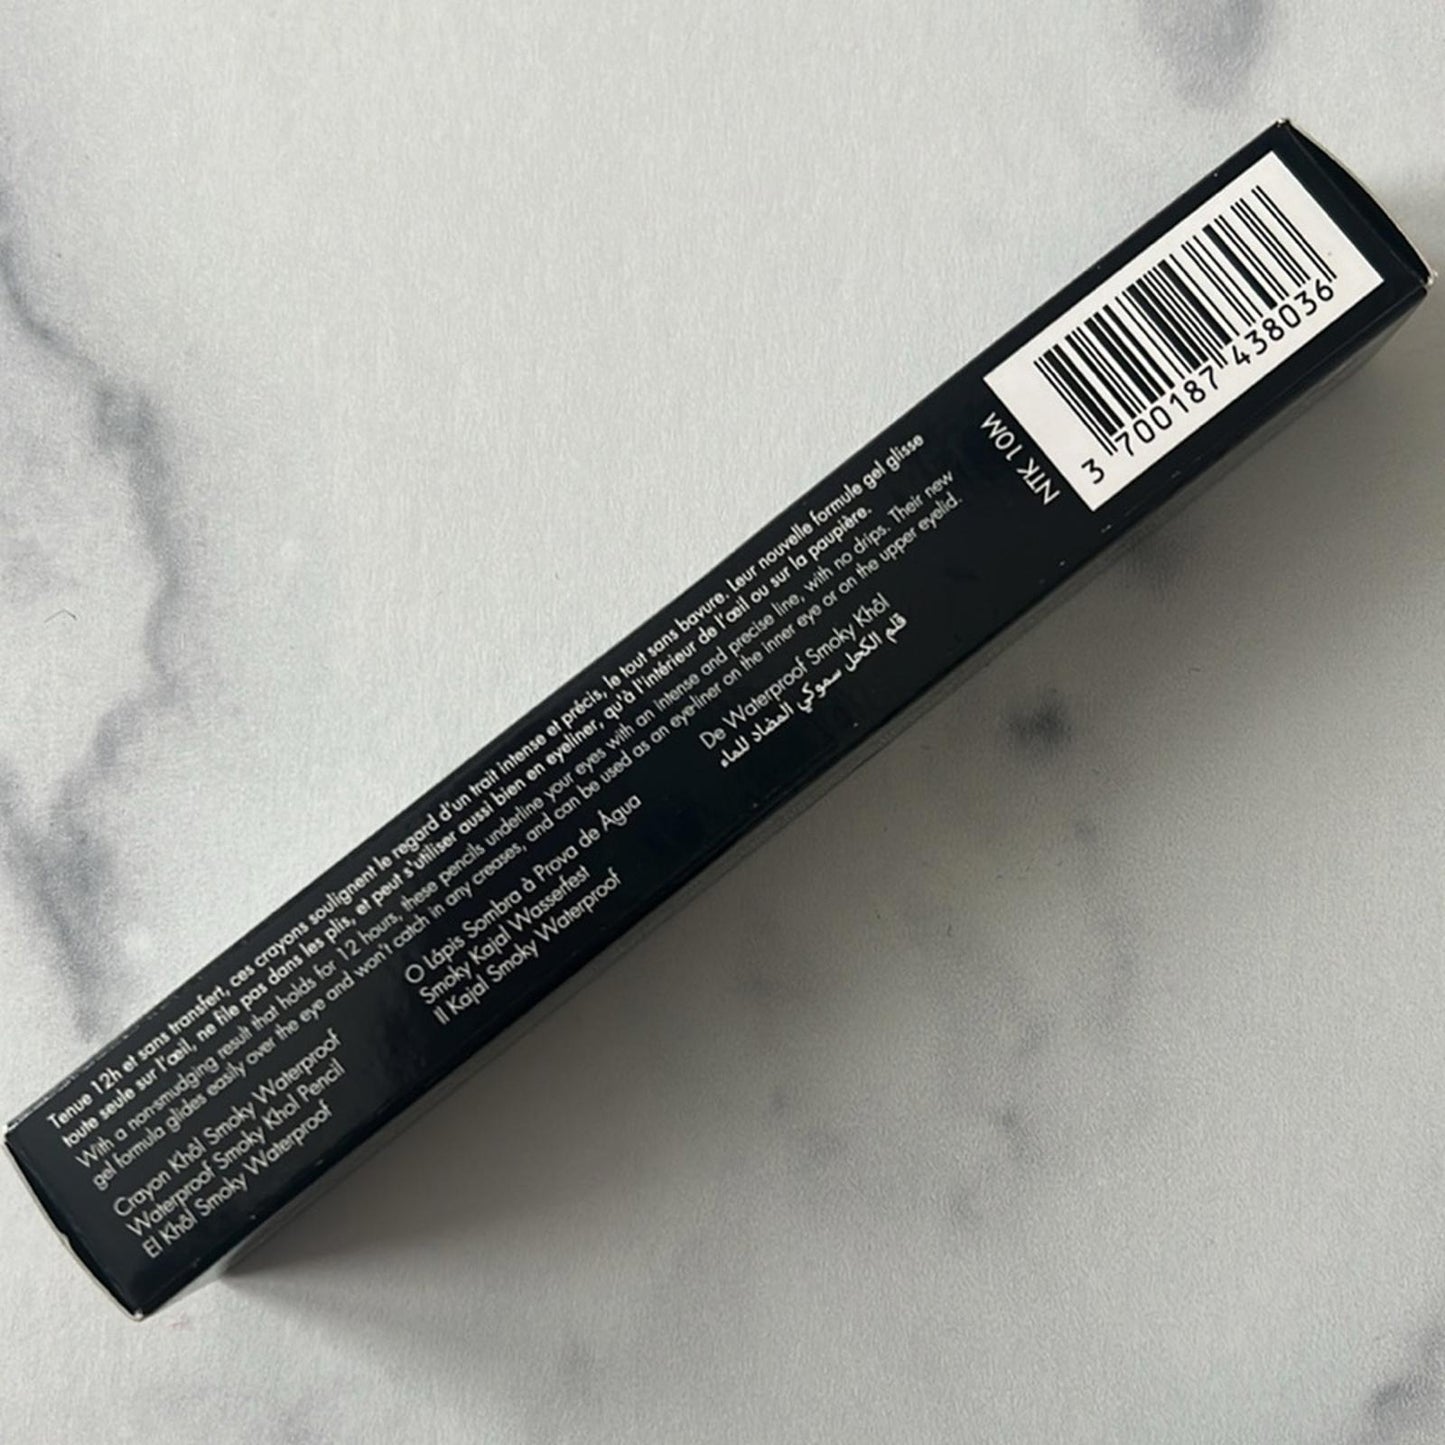 Tenue 12h et sans transfert, ces crayons soulignent le regard d'un trait intense et précis, le tout sans bavure. Leur nouvelle formule gel glisse
toute seule sur l'œil, ne file pas dans les plis, et peut s'utiliser aussi bien en eyeliner, qu'à l'intérieur de l'œil ou sur la paupière.
With a non-smudging result that holds for 12 hours, these pencils underline your eyes with an intense and precise line, with no drips. Their new
gel formula glides easily over the eye and won't catch in any creases, and can be used as an eye-liner on the inner eye or on the upper eyelid.
Crayon Khôl Smoky Waterproof
Waterproof Smoky Khol Pencil
El Khôl Smoky Waterproof
O Lápis Sombra à Prova de Água
Smoky Kajal Wasserfest
Il Kajal Smoky Waterproof
De Waterproof Smoky Khôl
قلم الكحل سموكي المضاد للماء
NTK 10M
3 700187 438036